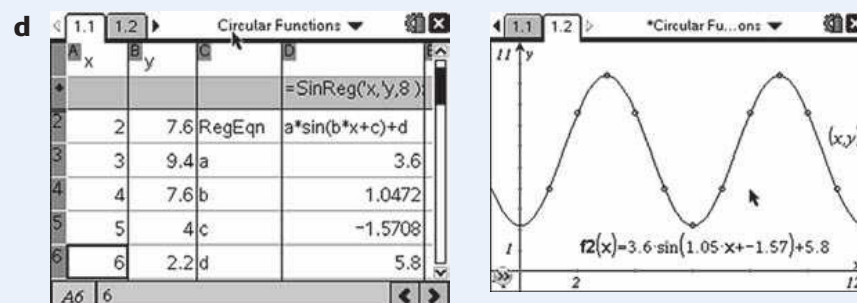 d
1.1 1.2 Circular Functions
A x B y C D E
=SinReg('x,'y,8 ):
2 2 7.6 RegEqn a*sin(b*x+c)+d
3 3 9.4 a 3.6
4 4 7.6 b 1.0472
5 5 4 c -1.5708
6 6 2.2 d 5.8
A6 6
1.1 1.2 *Circular Fu...ons
11 y
(x,y)
1 f2(x)=3.6·sin(1.05·x+-1.57)+5.8
x
2 12